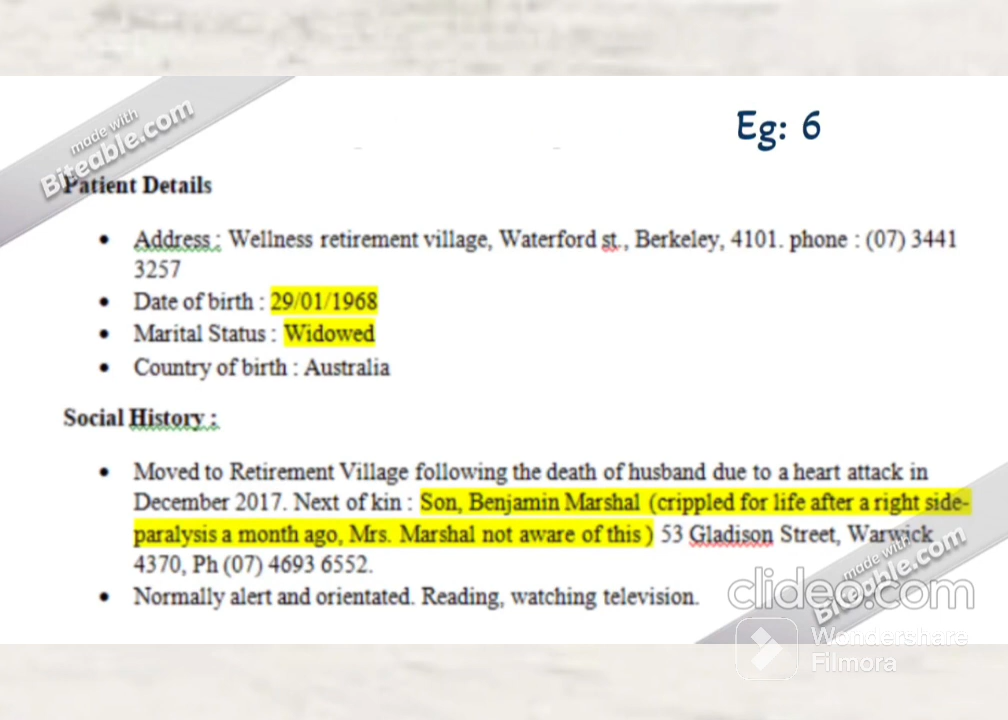 made with
Biteable.com
Eg: 6
Patient Details
• Address : Wellness retirement village, Waterford st., Berkeley, 4101. phone : (07) 3441
3257
• Date of birth : 29/01/1968
• Marital Status : Widowed
• Country of birth : Australia
Social History :
• Moved to Retirement Village following the death of husband due to a heart attack in
December 2017. Next of kin : Son, Benjamin Marshal (crippled for life after a right side-
paralysis a month ago, Mrs. Marshal not aware of this ) 53 Gladison Street, Warwick
4370, Ph (07) 4693 6552.
• Normally alert and orientated. Reading, watching television.
made with
Biteable.com
clideo.com
Wondershare
Filmora